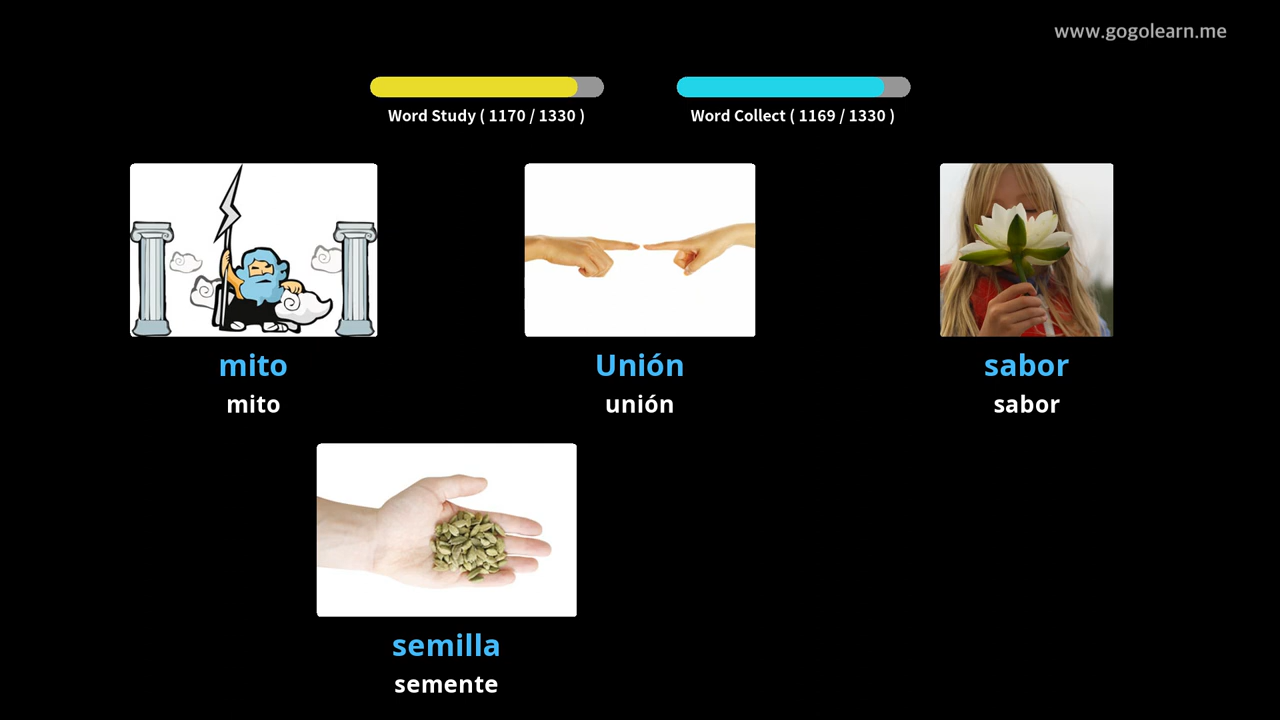 www.gogolearn.me
Word Study ( 1170 / 1330 )
Word Collect ( 1169 / 1330 )
mito
mito
Unión
unión
sabor
sabor
semilla
semente